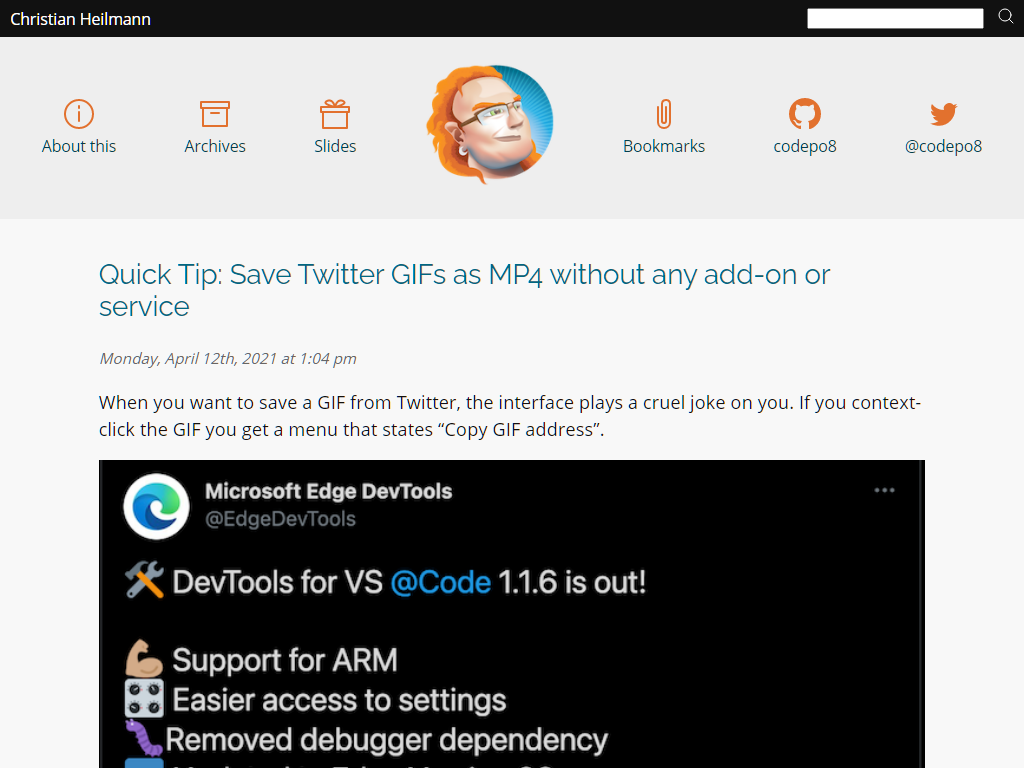 Christian Heilmann
About this
Archives
Slides
Bookmarks
codepo8
@codepo8
Quick Tip: Save Twitter GIFs as MP4 without any add-on or
service
Monday, April 12th, 2021 at 1:04 pm
When you want to save a GIF from Twitter, the interface plays a cruel joke on you. If you context-
click the GIF you get a menu that states “Copy GIF address”.
Microsoft Edge DevTools
@EdgeDevTools
DevTools for VS @Code 1.1.6 is out!
Support for ARM
Easier access to settings
Removed debugger dependency